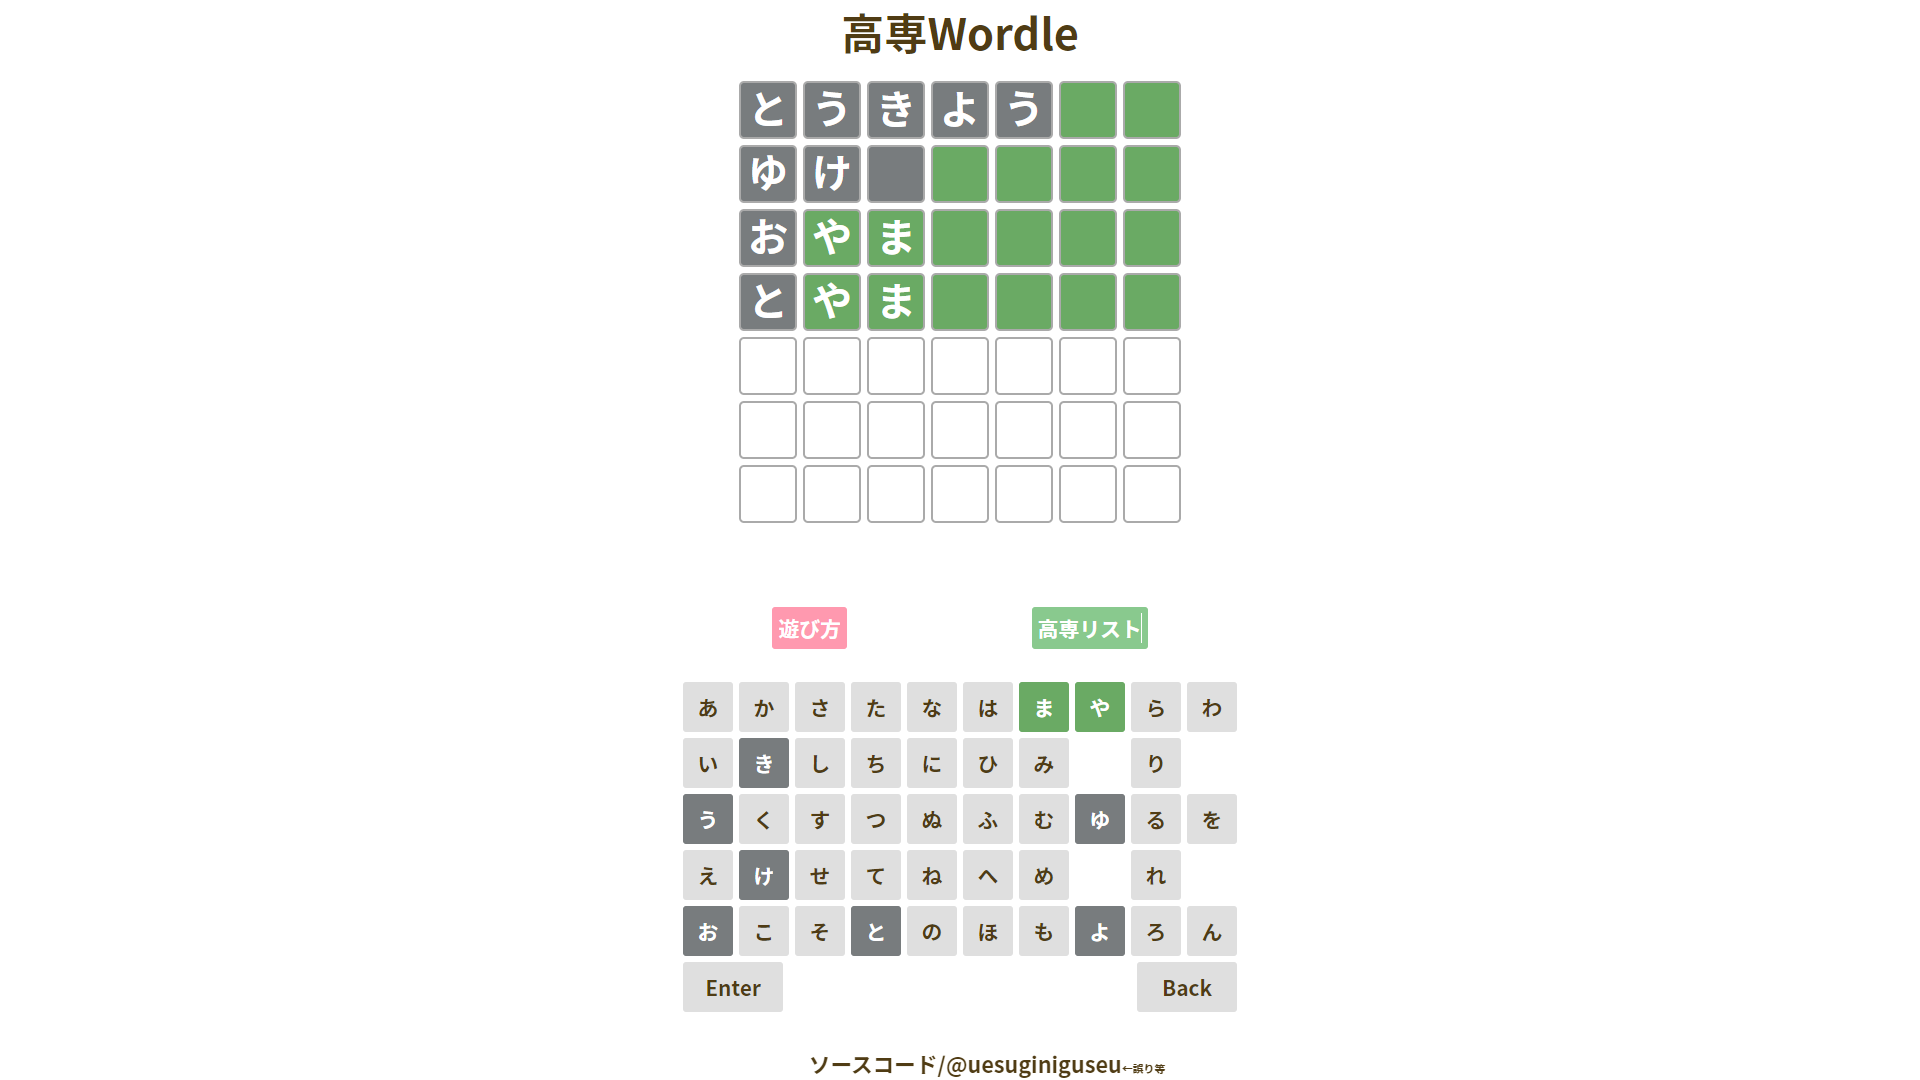 高専Wordle
とうきよう
ゆけ
おやま
とやま
遊び方 高専リスト
あ か さ た な は ま や ら わ
い き し ち に ひ み り
う く す つ ぬ ふ む ゆ る を
え け せ て ね へ め れ
お こ そ と の ほ も よ ろ ん
Enter Back
ソースコード/@uesuginiguseu←誤り等